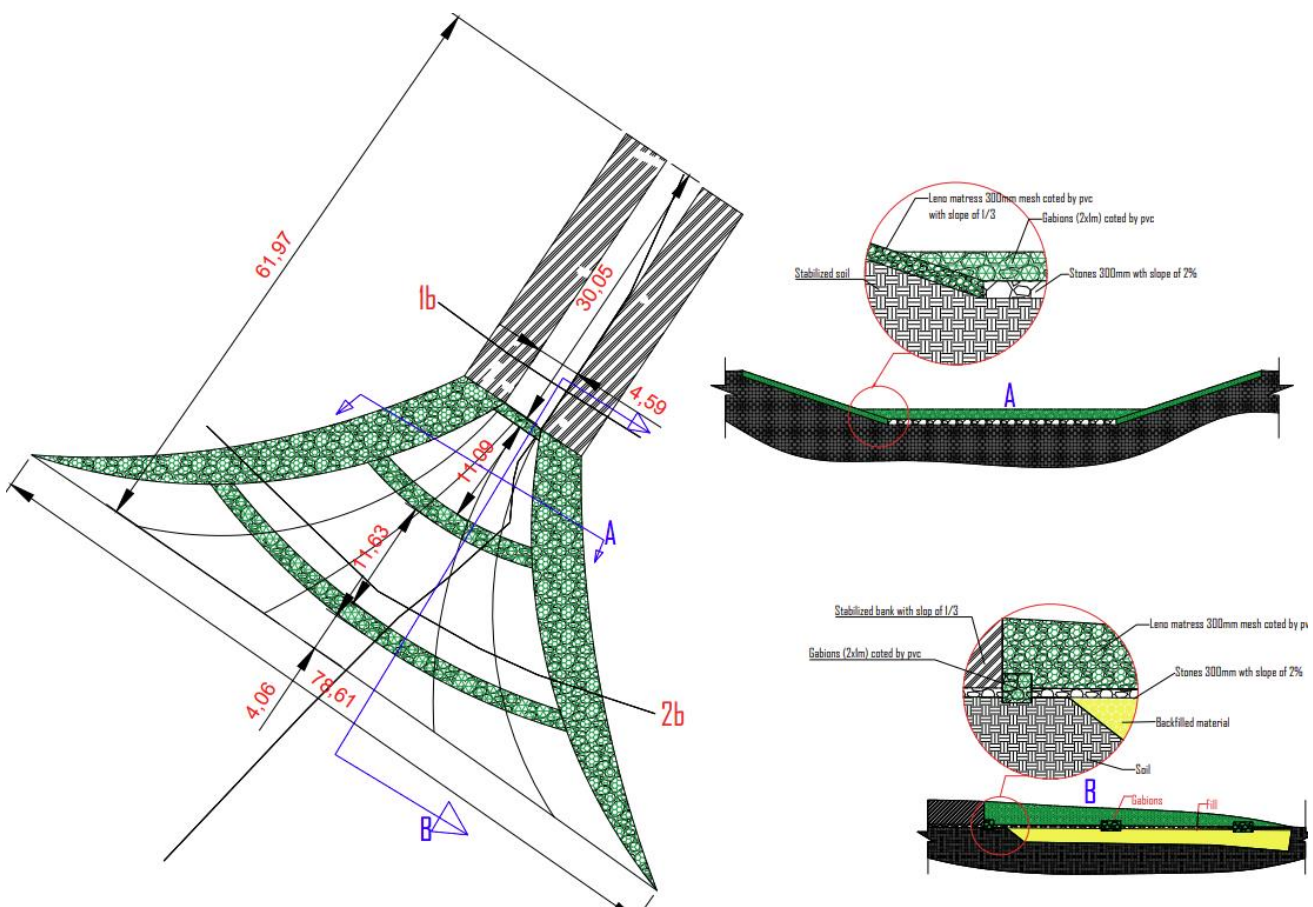 61,97
1b
30,05
4,59
11,09
A
11,63
4,06
78,61
2b
B
Leno matress 300mm mesh coted by pvc
with slope of 1/3
Gabions (2x1m) coted by pvc
Stabilized soil
Stones 300mm wth slope of 2%
A
Stabilized bank with slop of 1/3
Leno matress 300mm mesh coted by pv
Gabions (2x1m) coted by pvc
Stones 300mm wth slope of 2%
Backfilled material
Soil
B
Gabions
Fill